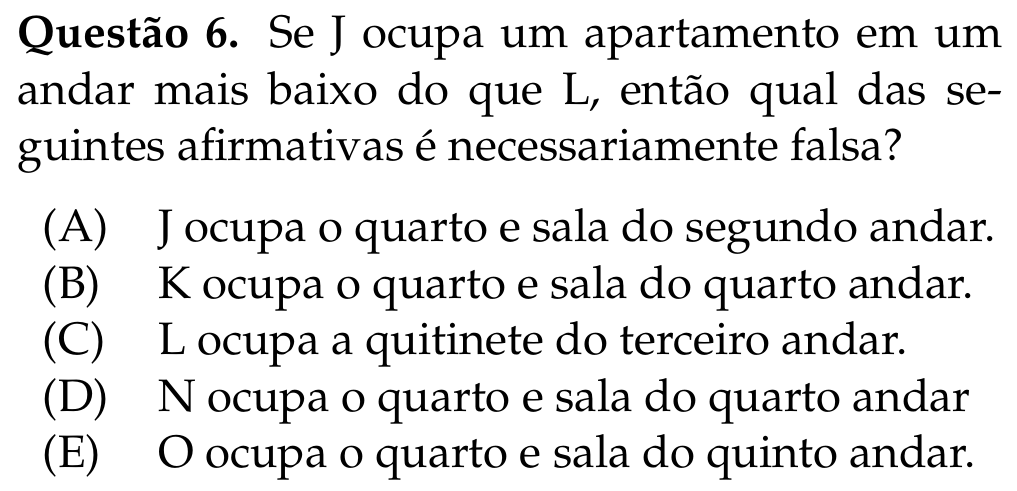 Questão 6. Se J ocupa um apartamento em um
andar mais baixo do que L, então qual das se-
guintes afirmativas é necessariamente falsa?
(A) J ocupa o quarto e sala do segundo andar.
(B) K ocupa o quarto e sala do quarto andar.
(C) L ocupa a quitinete do terceiro andar.
(D) N ocupa o quarto e sala do quarto andar
(E) O ocupa o quarto e sala do quinto andar.